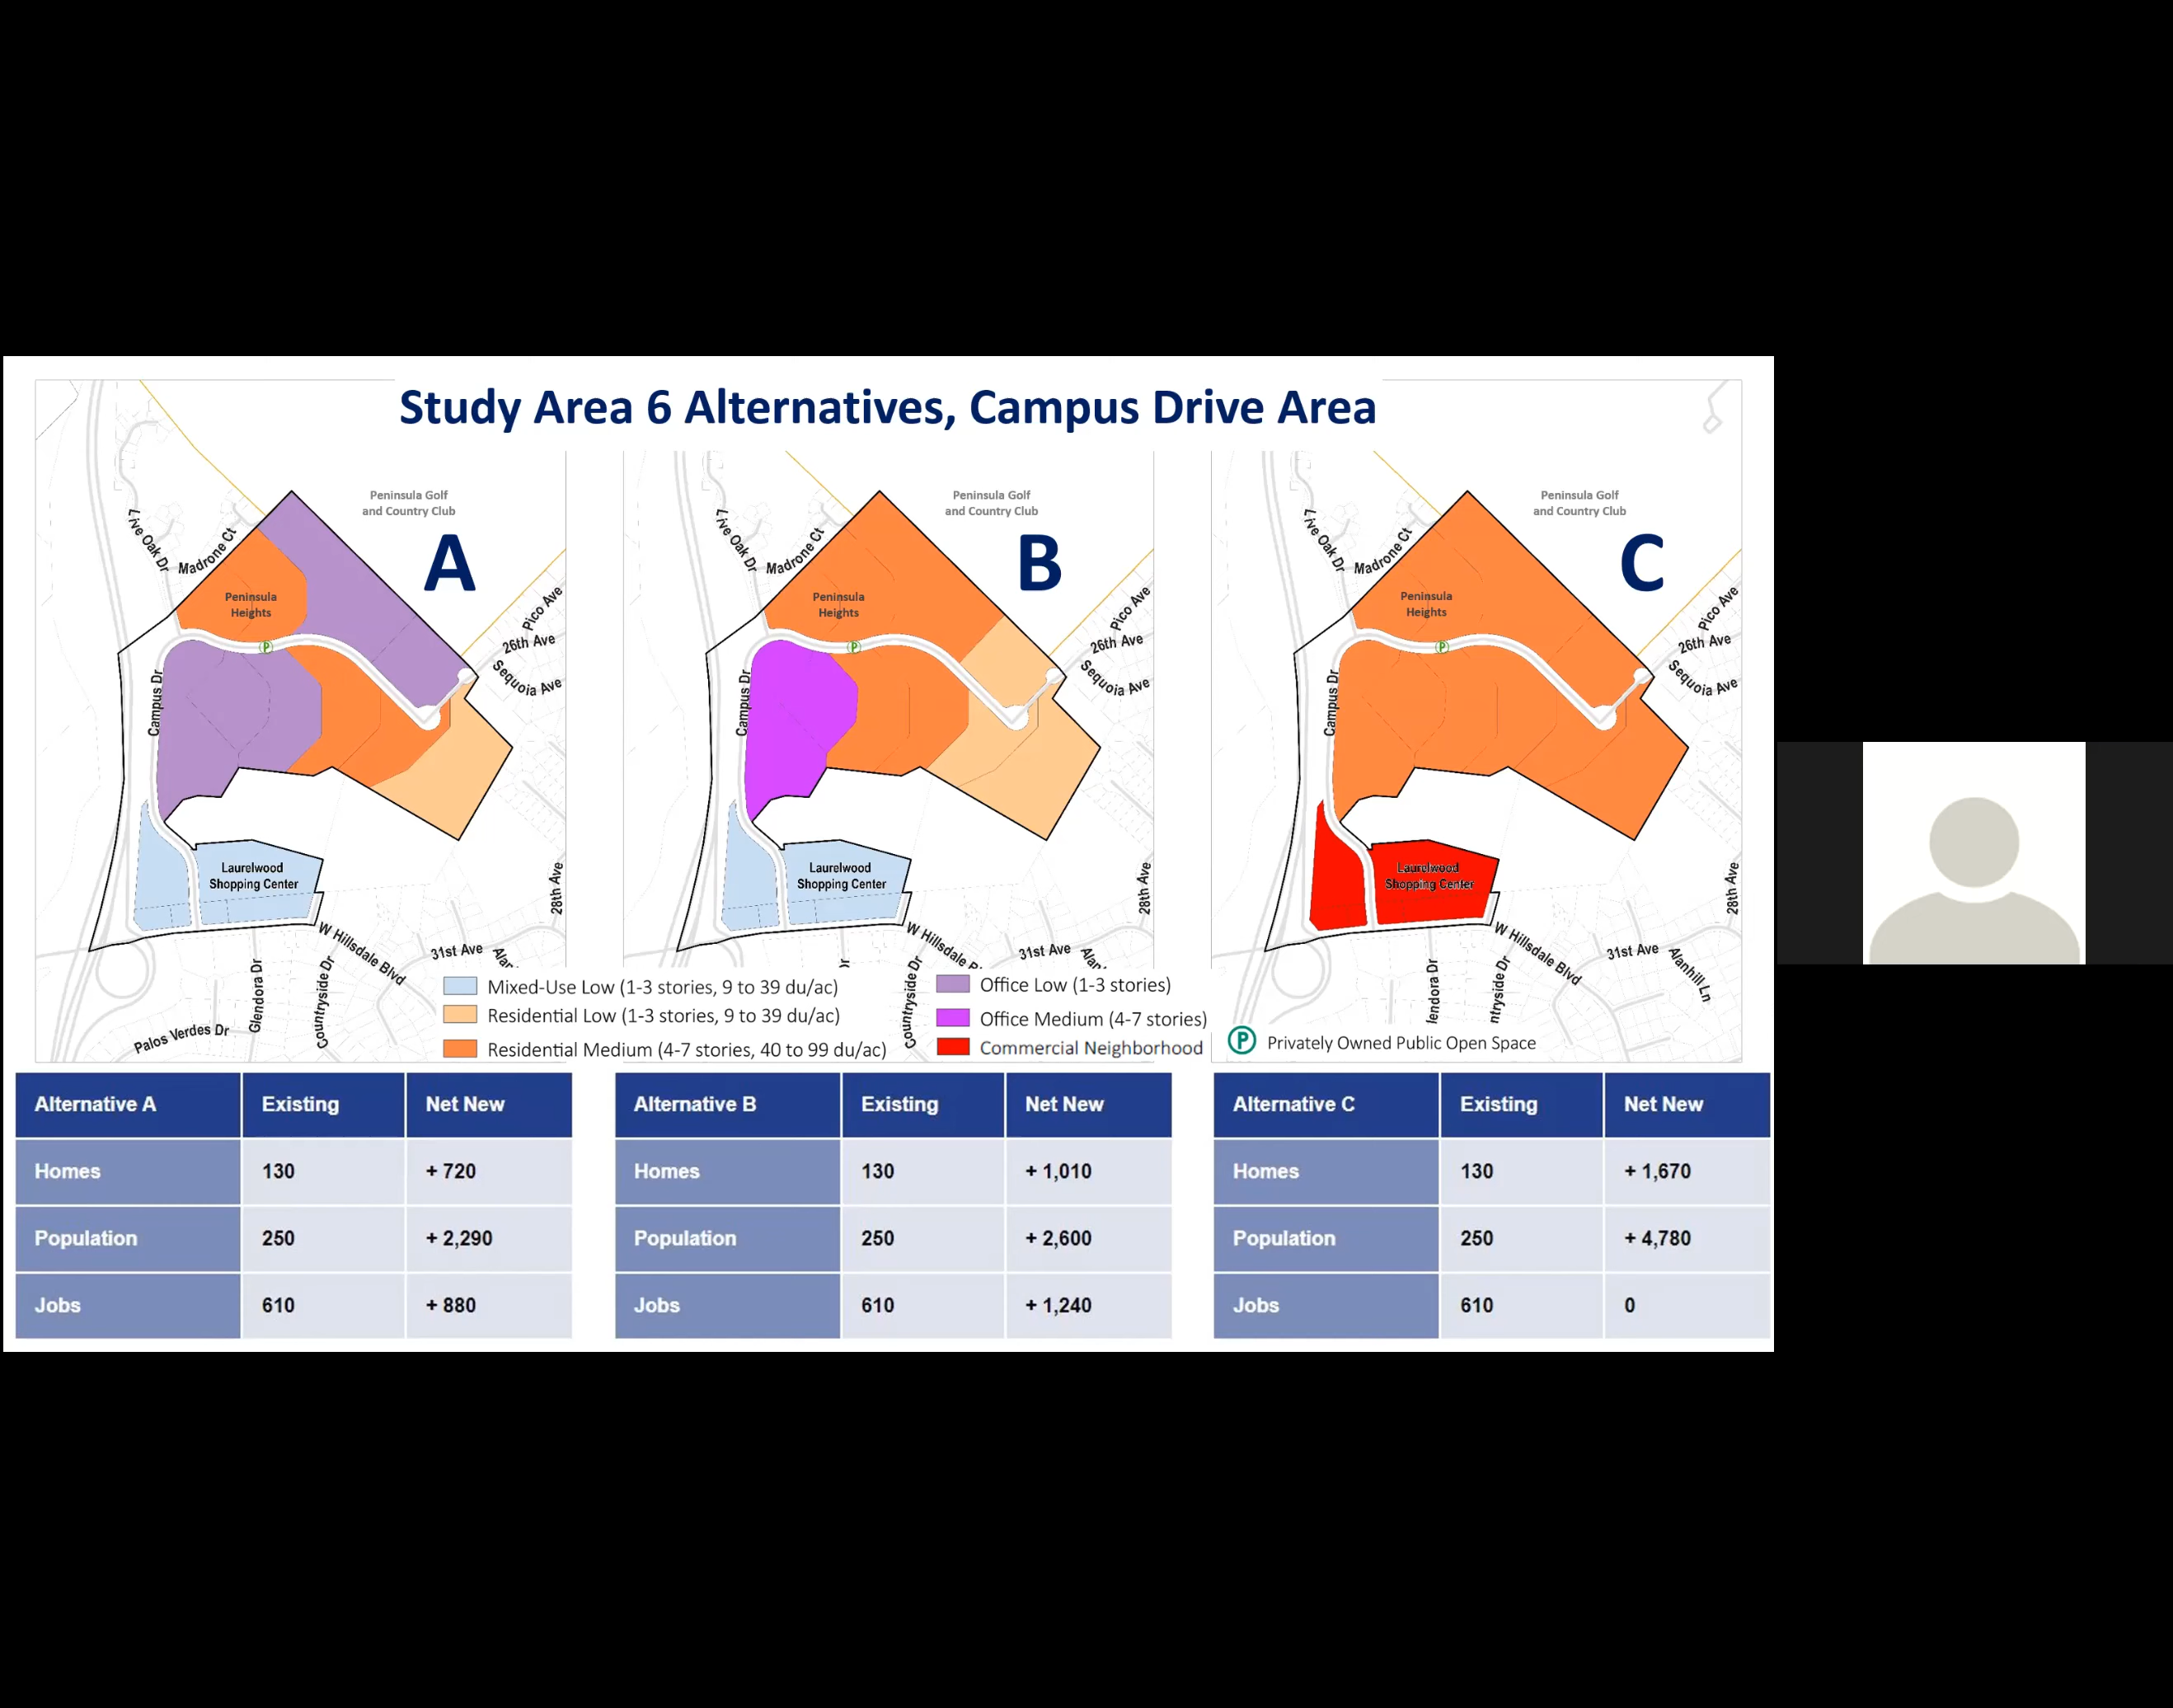 Study Area 6 Alternatives, Campus Drive Area
Peninsula Golf
and Country Club
A
Live Oak Dr
Madrone Ct
Peninsula
Heights
P
Pico Ave
26th Ave
Sequoia Ave
Campus Dr
Laurelwood
Shopping Center
28th Ave
W Hillsdale Blvd
31st Ave
Alan
Glendora Dr
Countryside Dr
Palos Verdes Dr
Peninsula Golf
and Country Club
B
Live Oak Dr
Madrone Ct
Peninsula
Heights
P
Pico Ave
26th Ave
Sequoia Ave
Campus Dr
Laurelwood
Shopping Center
28th Ave
W Hillsdale B
31st Ave
Alan
Countryside Dr
Peninsula Golf
and Country Club
C
Live Oak Dr
Madrone Ct
Peninsula
Heights
P
Pico Ave
26th Ave
Sequoia Ave
Campus Dr
Laurelwood
Shopping Center
28th Ave
W Hillsdale Blvd
31st Ave
Alanhill Ln
lendora Dr
ntryside Dr
Mixed-Use Low (1-3 stories, 9 to 39 du/ac)
Residential Low (1-3 stories, 9 to 39 du/ac)
Residential Medium (4-7 stories, 40 to 99 du/ac)
Office Low (1-3 stories)
Office Medium (4-7 stories)
Commercial Neighborhood
P Privately Owned Public Open Space
Alternative A Existing Net New
Homes 130 + 720
Population 250 + 2,290
Jobs 610 + 880
Alternative B Existing Net New
Homes 130 + 1,010
Population 250 + 2,600
Jobs 610 + 1,240
Alternative C Existing Net New
Homes 130 + 1,670
Population 250 + 4,780
Jobs 610 0